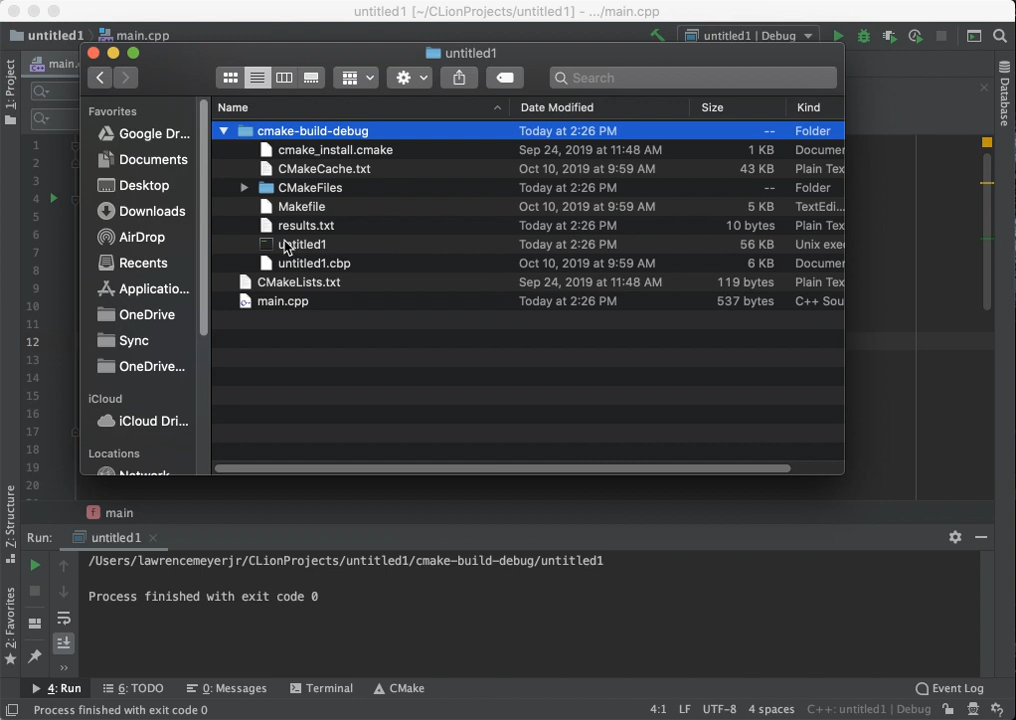 untitled1 [~/CLionProjects/untitled1] - .../main.cpp
untitled1
main.cpp
untitled1 | Debug
1: Project
main.
untitled1
Search
Database
Favorites
Google Dr...
Documents
Desktop
Downloads
AirDrop
Recents
Applicatio...
OneDrive
Sync
OneDrive...
iCloud
iCloud Dri...
Locations
Network
Name Date Modified Size Kind
cmake-build-debug Today at 2:26 PM -- Folder
cmake_install.cmake Sep 24, 2019 at 11:48 AM 1 KB Documen
CMakeCache.txt Oct 10, 2019 at 9:59 AM 43 KB Plain Tex
CMakeFiles Today at 2:26 PM -- Folder
Makefile Oct 10, 2019 at 9:59 AM 5 KB TextEdi...
results.txt Today at 2:26 PM 10 bytes Plain Tex
untitled1 Today at 2:26 PM 56 KB Unix exe
untitled1.cbp Oct 10, 2019 at 9:59 AM 6 KB Documen
CMakeLists.txt Sep 24, 2019 at 11:48 AM 119 bytes Plain Tex
main.cpp Today at 2:26 PM 537 bytes C++ Sou
1
2
3
4
5
6
7
8
9
10
11
12
13
14
15
16
17
18
19
20
f main
Z: Structure
2: Favorites
Run: untitled1
/Users/lawrencemeyerjr/CLionProjects/untitled1/cmake-build-debug/untitled1
Process finished with exit code 0
4: Run 6: TODO 0: Messages Terminal CMake Event Log
Process finished with exit code 0 4:1 LF UTF-8 4 spaces C++: untitled1 | Debug